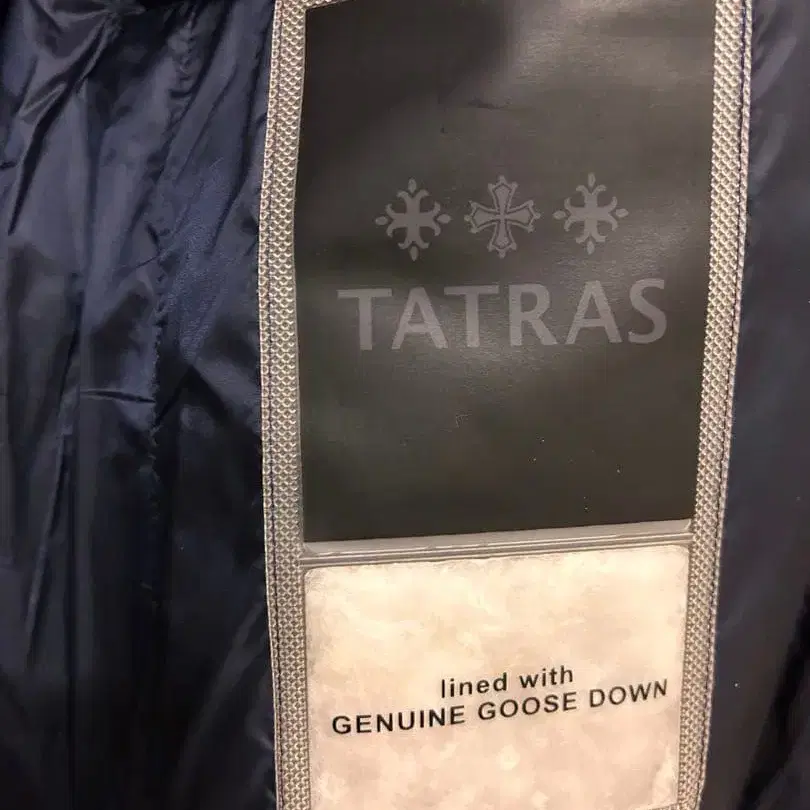 TATRAS
lined with
GENUINE GOOSE DOWN